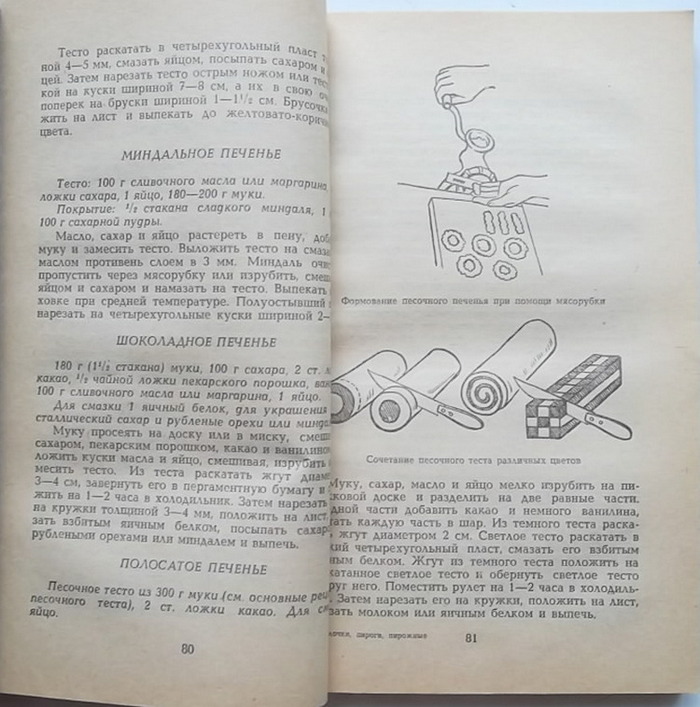 Тесто раскатать в четырехугольный пласт
ной 4—5 мм, смазать яйцом, посыпать сахаром и
цей. Затем нарезать тесто острым ножом или
кой на куски шириной 7—8 см, а их в свою
поперек на бруски шириной 1—1¹/₂ см. Брусочки
жить на лист и выпекать до желтовато-
цвета.
МИНДАЛЬНОЕ ПЕЧЕНЬЕ
Тесто: 100 г сливочного масла или маргарина,
ложки сахара, 1 яйцо, 180—200 г муки.
Покрытие: ¹/₂ стакана сладкого миндаля, 1
100 г сахарной пудры.
Масло, сахар и яйцо растереть в пену,
муку и замесить тесто. Выложить тесто на
маслом противень слоем в 3 мм. Миндаль
пропустить через мясорубку или изрубить,
яйцом и сахаром и намазать на тесто. Выпекать
ховке при средней температуре. Полуостывший
нарезать на четырехугольные куски шириной 2—
ШОКОЛАДНОЕ ПЕЧЕНЬЕ
180 г (1¹/₂ стакана) муки, 100 г сахара, 2 ст.
какао, ¹/₂ чайной ложки пекарского порошка,
100 г сливочного масла или маргарина, 1 яйцо.
Для смазки 1 яичный белок, для украшения
сталлический сахар и рубленые орехи или
Муку просеять на доску или в миску,
сахаром, пекарским порошком, какао и ванилином
ложить куски масла и яйцо, смешивая, изрубить
месить тесто. Из теста раскатать жгут
3—4 см, завернуть его в пергаментную бумагу и
жить на 1—2 часа в холодильник. Затем нарезать
на кружки толщиной 3—4 мм, положить на лист,
зать взбитым яичным белком, посыпать
рублеными орехами или миндалем и выпечь.
ПОЛОСАТОЕ ПЕЧЕНЬЕ
Песочное тесто из 300 г муки (см. основные
песочного теста), 2 ст. ложки какао. Для
яйцо.
80
Формование песочного печенья при помощи мясорубки
Сочетание песочного теста различных цветов
Муку, сахар, масло и яйцо мелко изрубить на пи-
ковой доске и разделить на две равные части.
дной части добавить какао и немного ванилина,
тать каждую часть в шар. Из темного теста раска-
жгут диаметром 2 см. Светлое тесто раскатать в
кий четырехугольный пласт, смазать его взбитым
ным белком. Жгут из темного теста положить на
катанное светлое тесто и обернуть светлое тесто
руг него. Поместить рулет на 1—2 часа в холодиль-
Затем нарезать его на кружки, положить на лист,
зать молоком или яичным белком и выпечь.
пироги, пирожные
81